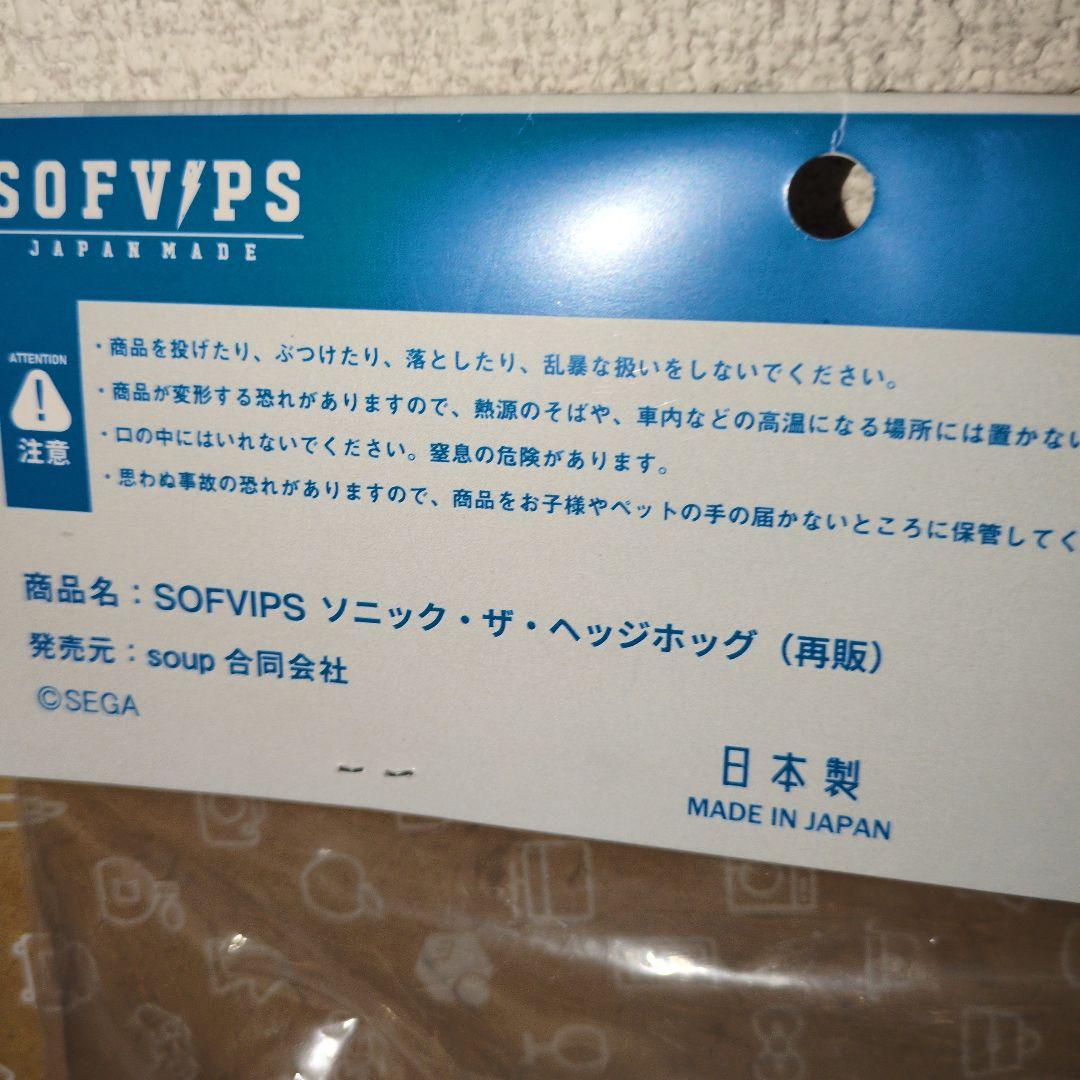 SOFVIPS
JAPAN MADE
ATTENTION
注意
・商品を投げたり、ぶつけたり、落としたり、乱暴な扱いをしないでください。
・商品が変形する恐れがありますので、熱源のそばや、車内などの高温になる場所には置かない
・口の中にはいれないでください。窒息の危険があります。
・思わぬ事故の恐れがありますので、商品をお子様やペットの手の届かないところに保管してく
商品名：SOFVIPS ソニック・ザ・ヘッジホッグ（再販）
発売元：soup 合同会社
©SEGA
日本製
MADE IN JAPAN